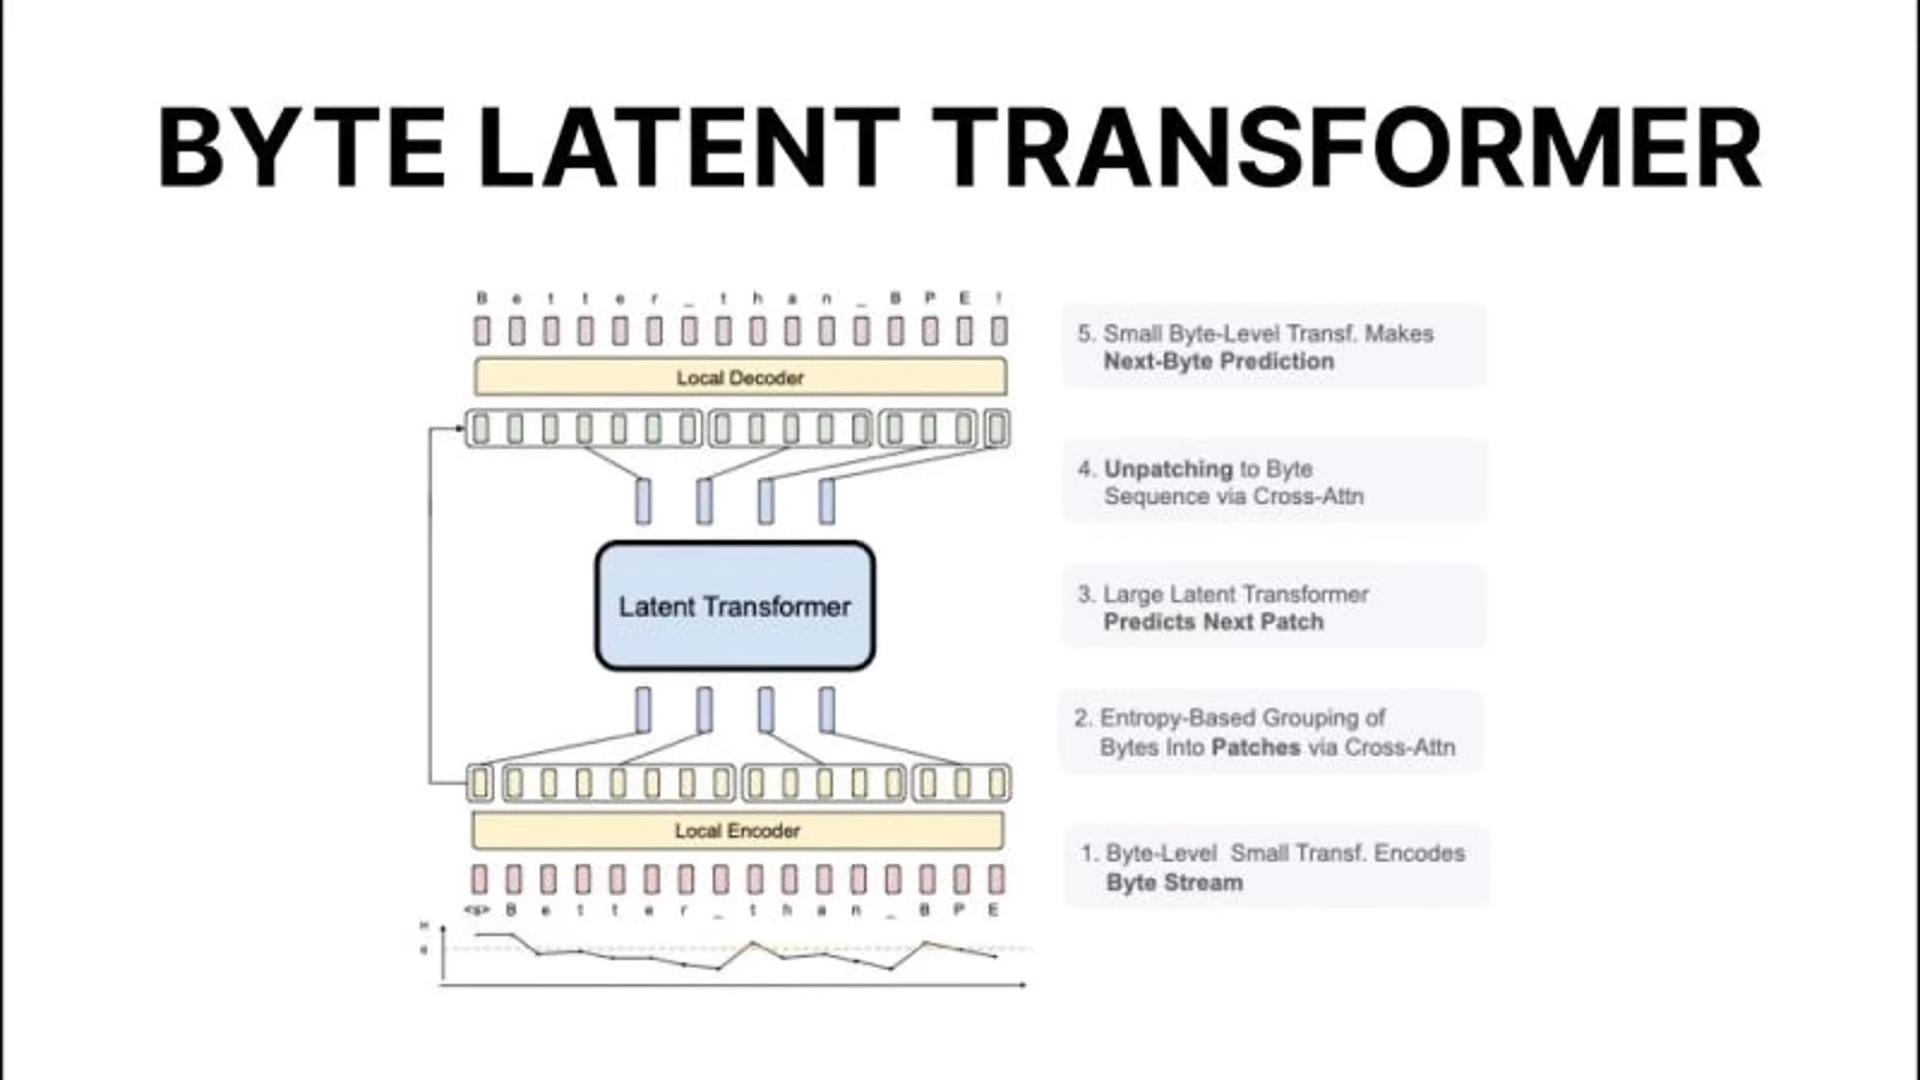 BYTE LATENT TRANSFORMER
B e t t e r _ t h a n _ B P E !
Local Decoder
5. Small Byte-Level Transf. Makes
Next-Byte Prediction
4. Unpatching to Byte
Sequence via Cross-Attn
Latent Transformer
3. Large Latent Transformer
Predicts Next Patch
2. Entropy-Based Grouping of
Bytes Into Patches via Cross-Attn
Local Encoder
1. Byte-Level Small Transf. Encodes
Byte Stream
<s> B e t t e r _ t h a n _ B P E
H